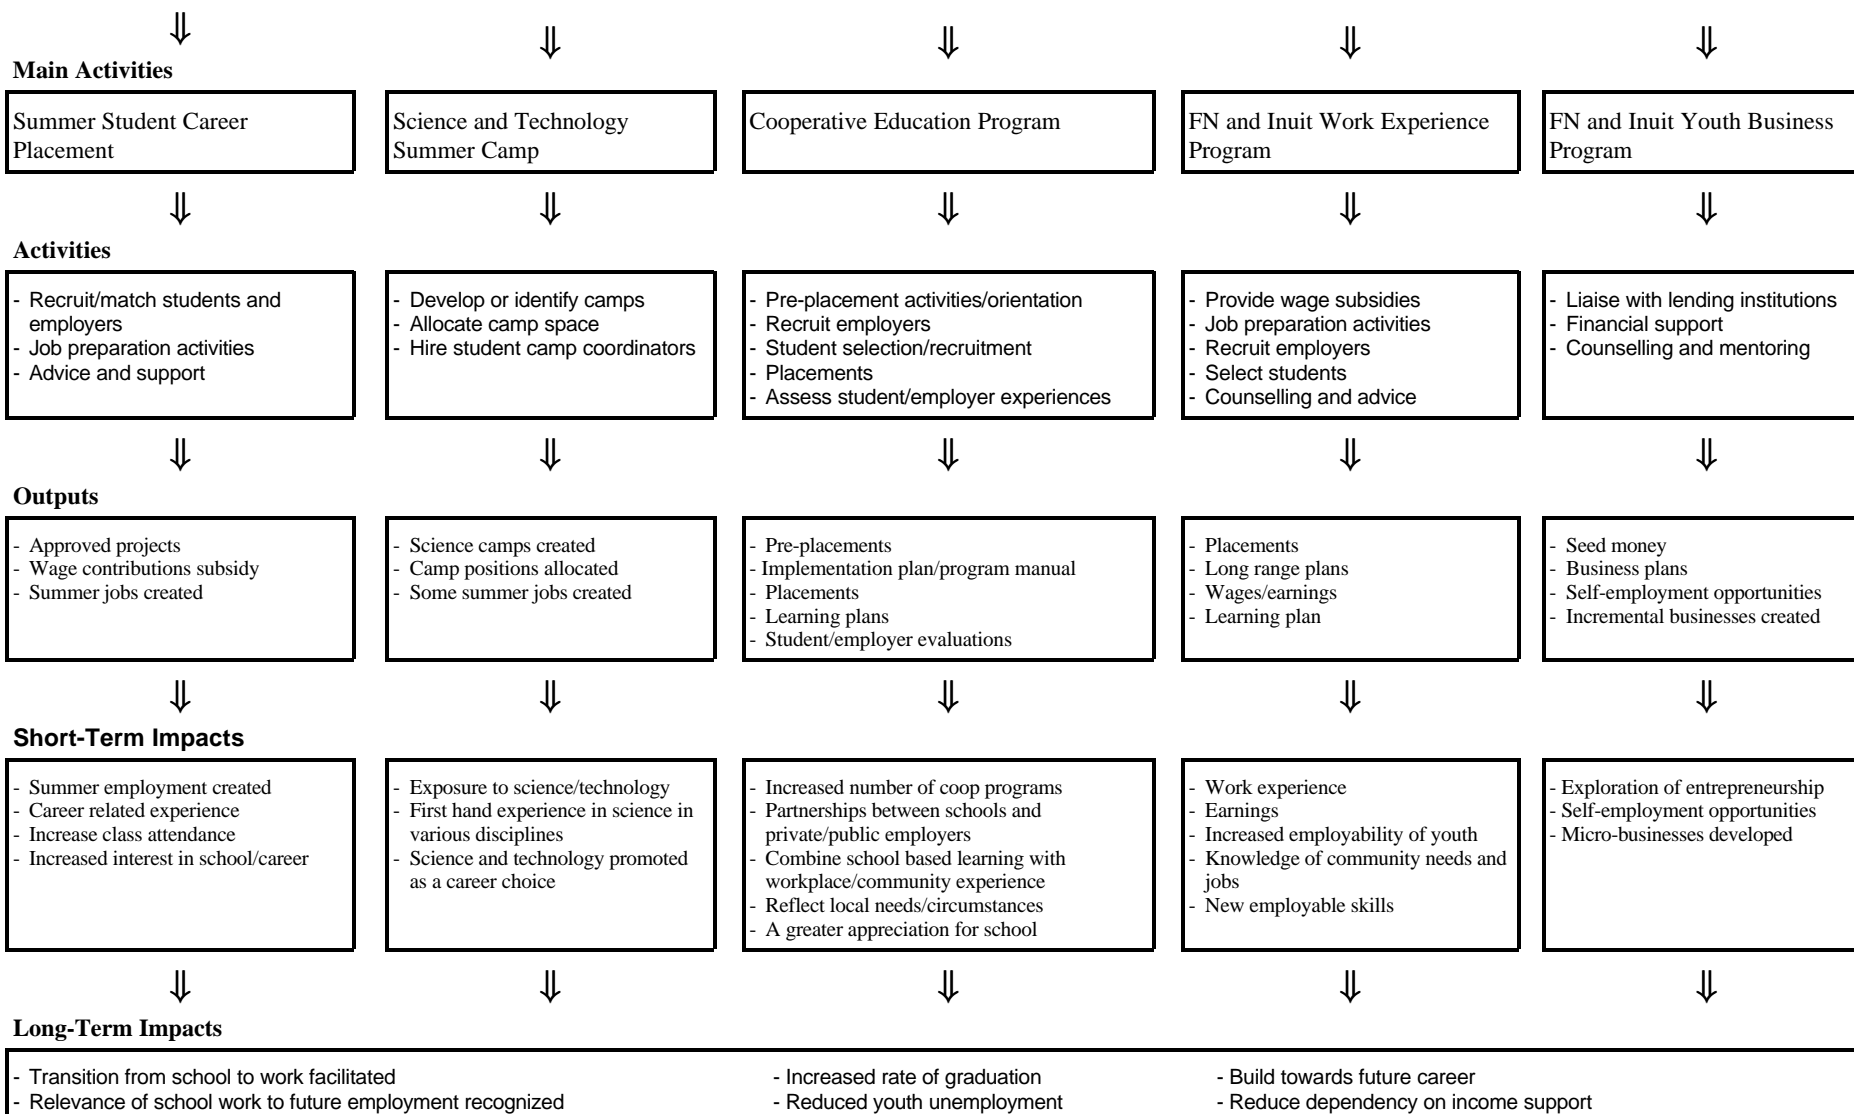 ⇓ ⇓ ⇓ ⇓ ⇓
Main Activities
Summer Student Career
Placement
Science and Technology
Summer Camp
Cooperative Education Program
FN and Inuit Work Experience
Program
FN and Inuit Youth Business
Program
⇓ ⇓ ⇓ ⇓ ⇓
Activities
- Recruit/match students and
employers
- Job preparation activities
- Advice and support
- Develop or identify camps
- Allocate camp space
- Hire student camp coordinators
- Pre-placement activities/orientation
- Recruit employers
- Student selection/recruitment
- Placements
- Assess student/employer experiences
- Provide wage subsidies
- Job preparation activities
- Recruit employers
- Select students
- Counselling and advice
- Liaise with lending institutions
- Financial support
- Counselling and mentoring
⇓ ⇓ ⇓ ⇓ ⇓
Outputs
- Approved projects
- Wage contributions subsidy
- Summer jobs created
- Science camps created
- Camp positions allocated
- Some summer jobs created
- Pre-placements
- Implementation plan/program manual
- Placements
- Learning plans
- Student/employer evaluations
- Placements
- Long range plans
- Wages/earnings
- Learning plan
- Seed money
- Business plans
- Self-employment opportunities
- Incremental businesses created
⇓ ⇓ ⇓ ⇓ ⇓
Short-Term Impacts
- Summer employment created
- Career related experience
- Increase class attendance
- Increased interest in school/career
- Exposure to science/technology
- First hand experience in science in
various disciplines
- Science and technology promoted
as a career choice
- Increased number of coop programs
- Partnerships between schools and
private/public employers
- Combine school based learning with
workplace/community experience
- Reflect local needs/circumstances
- A greater appreciation for school
- Work experience
- Earnings
- Increased employability of youth
- Knowledge of community needs and
jobs
- New employable skills
- Exploration of entrepreneurship
- Self-employment opportunities
- Micro-businesses developed
⇓ ⇓ ⇓ ⇓ ⇓
Long-Term Impacts
- Transition from school to work facilitated
- Relevance of school work to future employment recognized
- Increased rate of graduation
- Reduced youth unemployment
- Build towards future career
- Reduce dependency on income support